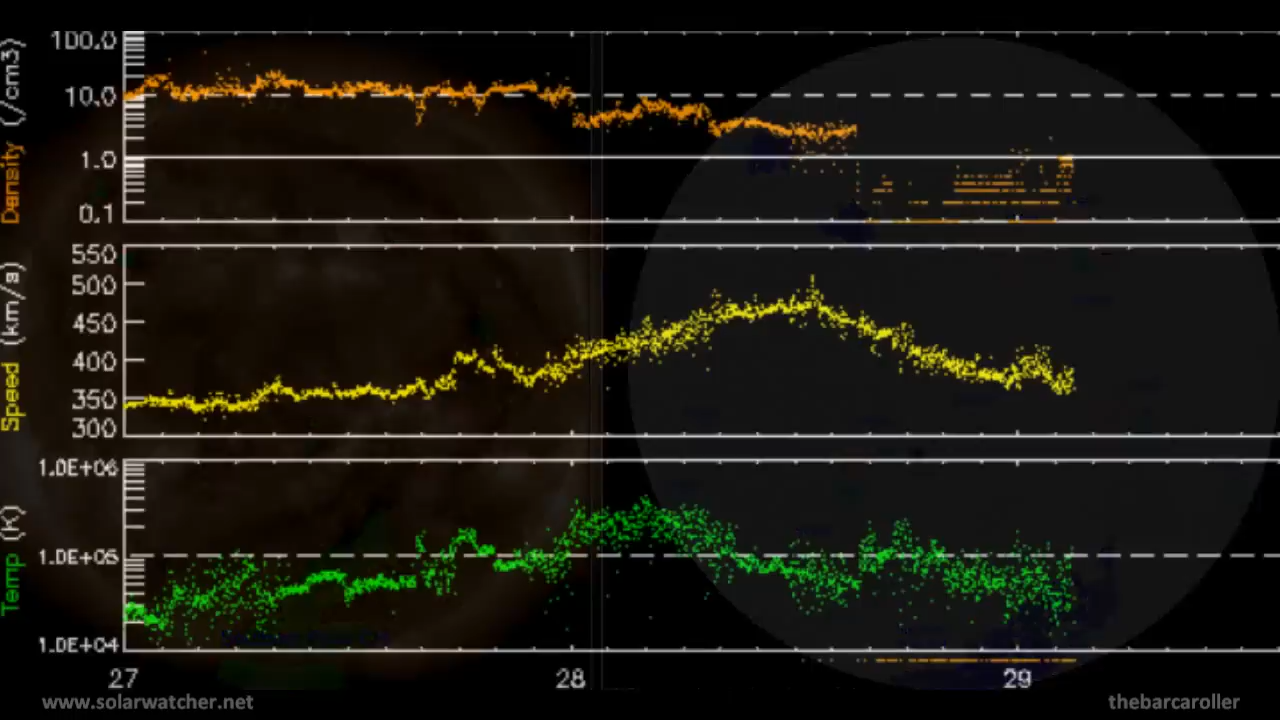 Density (/cm3)
100.0
10.0
1.0
0.1
Speed (km/s)
550
500
450
400
350
300
Temp (K)
1.0E+06
1.0E+05
1.0E+04
27 28 29
www.solarwatcher.net thebarcaroller